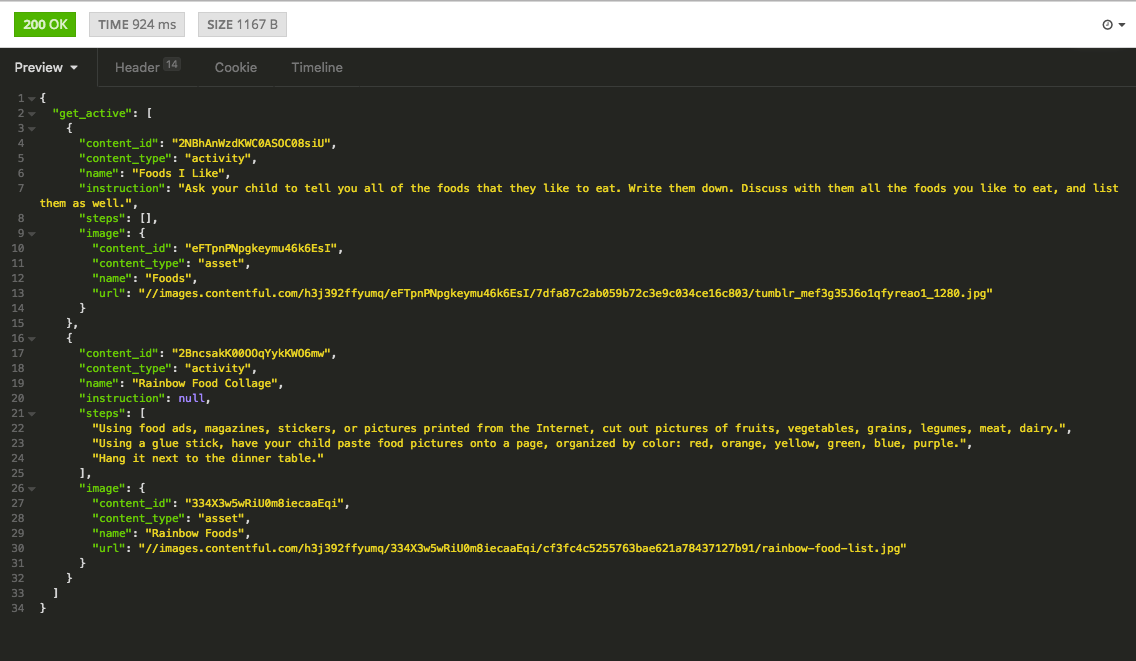 200 OK TIME 924 ms SIZE 1167 B
Preview Header 14 Cookie Timeline
1 {
2 "get_active": [
3 {
4 "content_id": "2NBhAnWzdKWC0ASOC08siU",
5 "content_type": "activity",
6 "name": "Foods I Like",
7 "instruction": "Ask your child to tell you all of the foods that they like to eat. Write them down. Discuss with them all the foods you like to eat, and list
them as well.",
8 "steps": [],
9 "image": {
10 "content_id": "eFTpnPNpgkeymu46k6EsI",
11 "content_type": "asset",
12 "name": "Foods",
13 "url": "//images.contentful.com/h3j392ffyumq/eFTpnPNpgkeymu46k6EsI/7dfa87c2ab059b72c3e9c034ce16c803/tumblr_mef3g35J6o1qfyreao1_1280.jpg"
14 }
15 },
16 {
17 "content_id": "2BncsakK00OOqYykKWO6mw",
18 "content_type": "activity",
19 "name": "Rainbow Food Collage",
20 "instruction": null,
21 "steps": [
22 "Using food ads, magazines, stickers, or pictures printed from the Internet, cut out pictures of fruits, vegetables, grains, legumes, meat, dairy.",
23 "Using a glue stick, have your child paste food pictures onto a page, organized by color: red, orange, yellow, green, blue, purple.",
24 "Hang it next to the dinner table."
25 ],
26 "image": {
27 "content_id": "334X3w5wRiU0m8iecaaEqi",
28 "content_type": "asset",
29 "name": "Rainbow Foods",
30 "url": "//images.contentful.com/h3j392ffyumq/334X3w5wRiU0m8iecaaEqi/cf3fc4c5255763bae621a78437127b91/rainbow-food-list.jpg"
31 }
32 }
33 ]
34 }